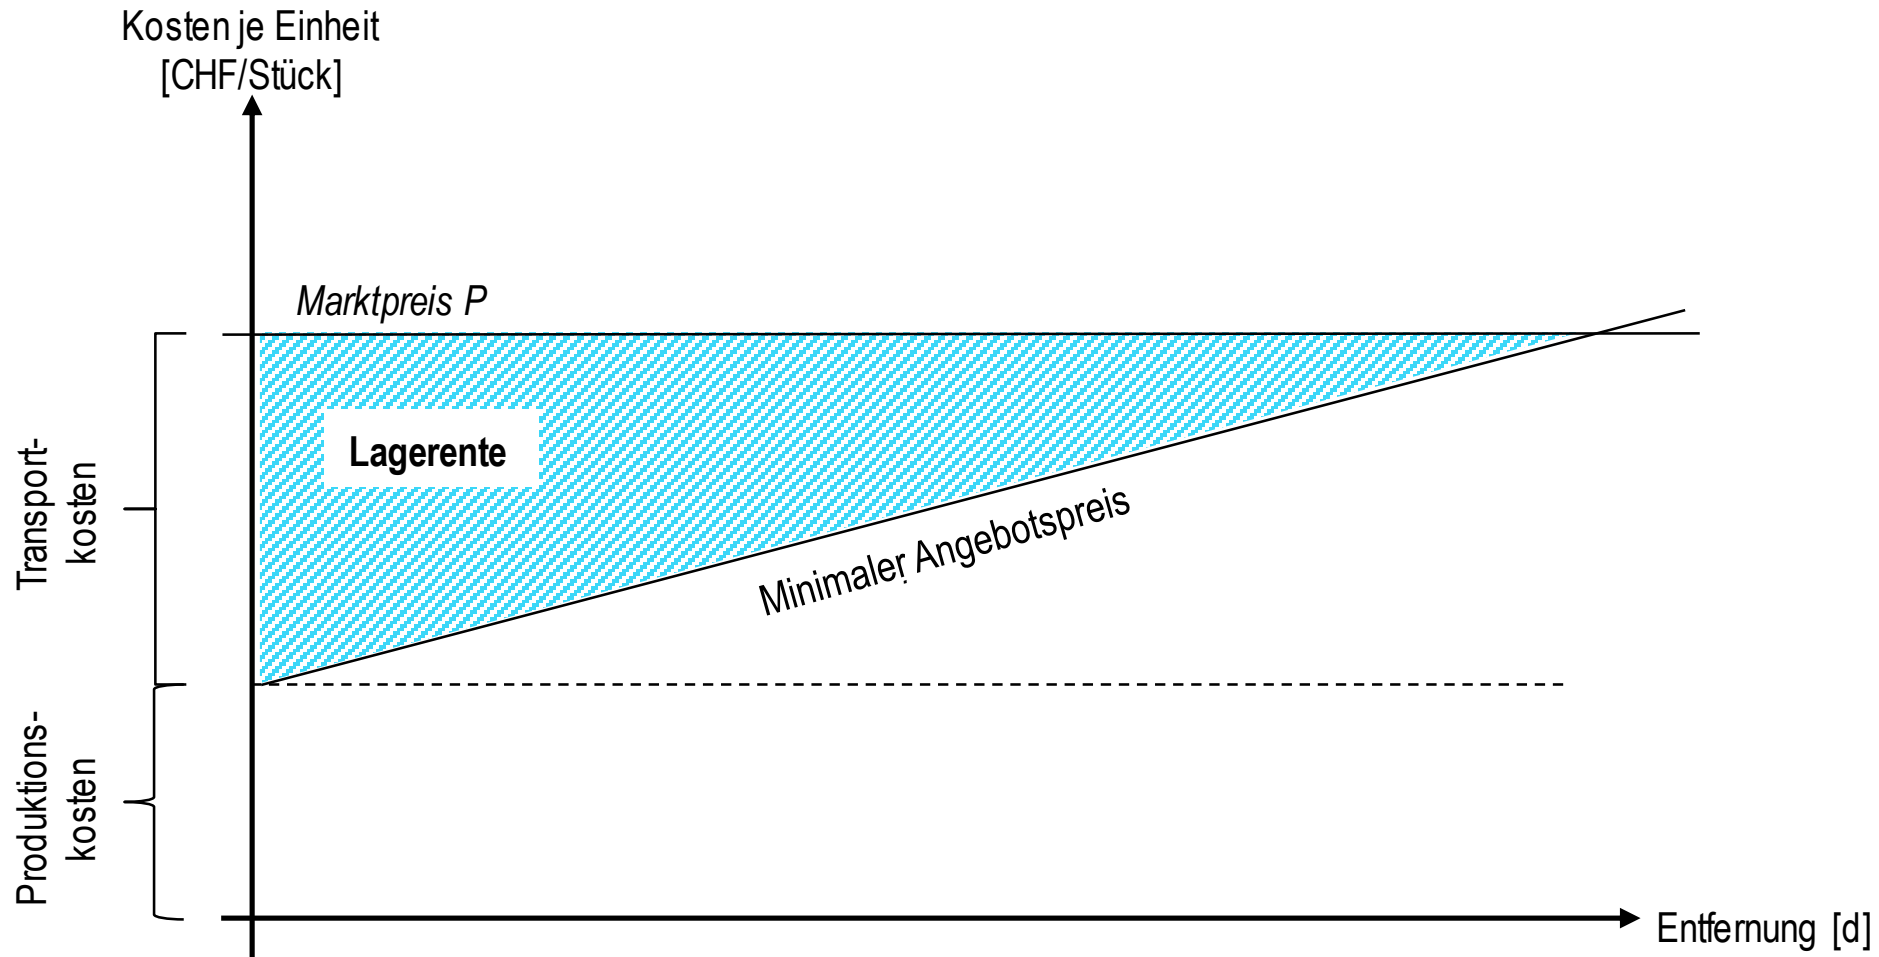 Kosten je Einheit
[CHF/Stück]
Marktpreis P
Transport-
kosten
Lagerente
Minimaler Angebotspreis
Produktions-
kosten
Entfernung [d]